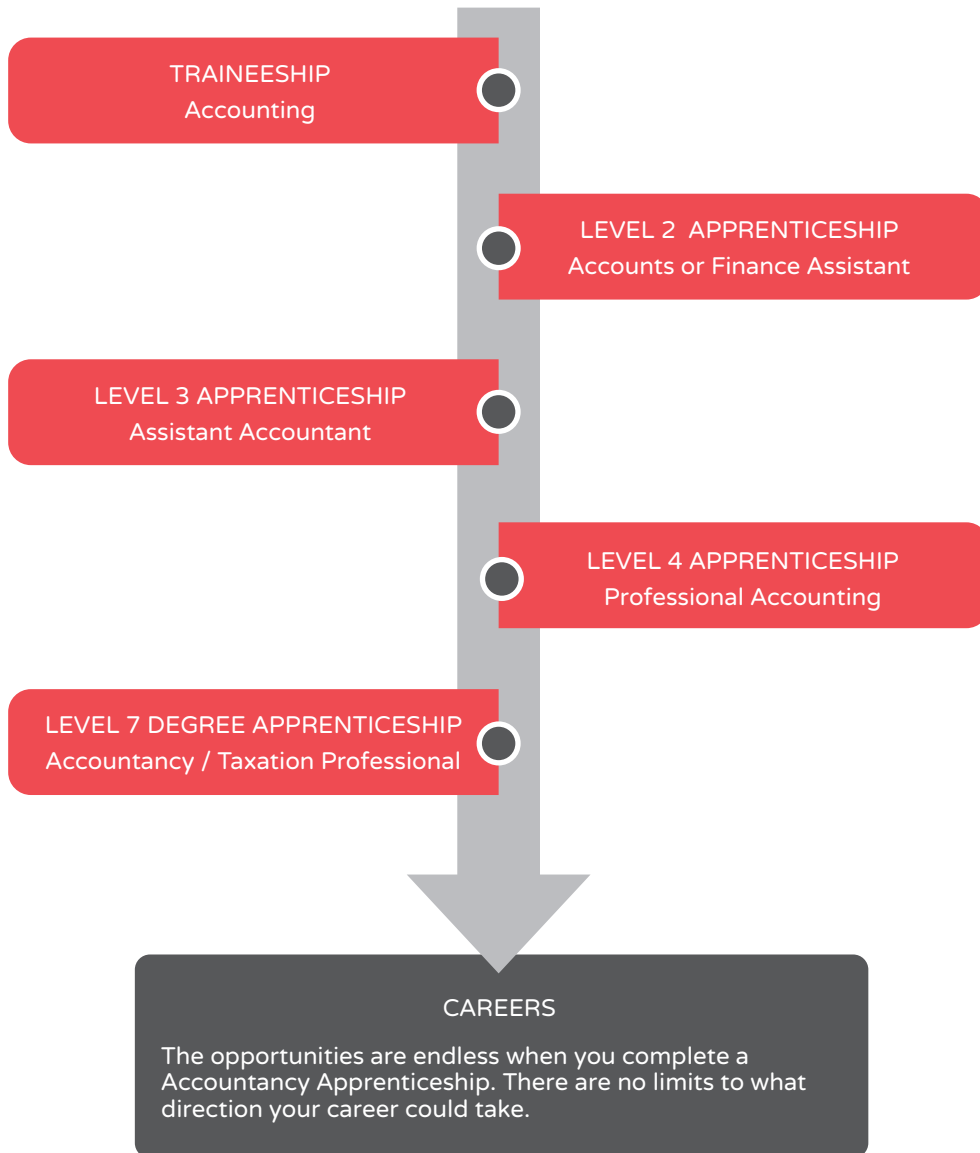 TRAINEESHIP
Accounting
LEVEL 2  APPRENTICESHIP
Accounts or Finance Assistant
LEVEL 3 APPRENTICESHIP
Assistant Accountant
LEVEL 4 APPRENTICESHIP
Professional Accounting
LEVEL 7 DEGREE APPRENTICESHIP
Accountancy / Taxation Professional
CAREERS
The opportunities are endless when you complete a
Accountancy Apprenticeship. There are no limits to what
direction your career could take.